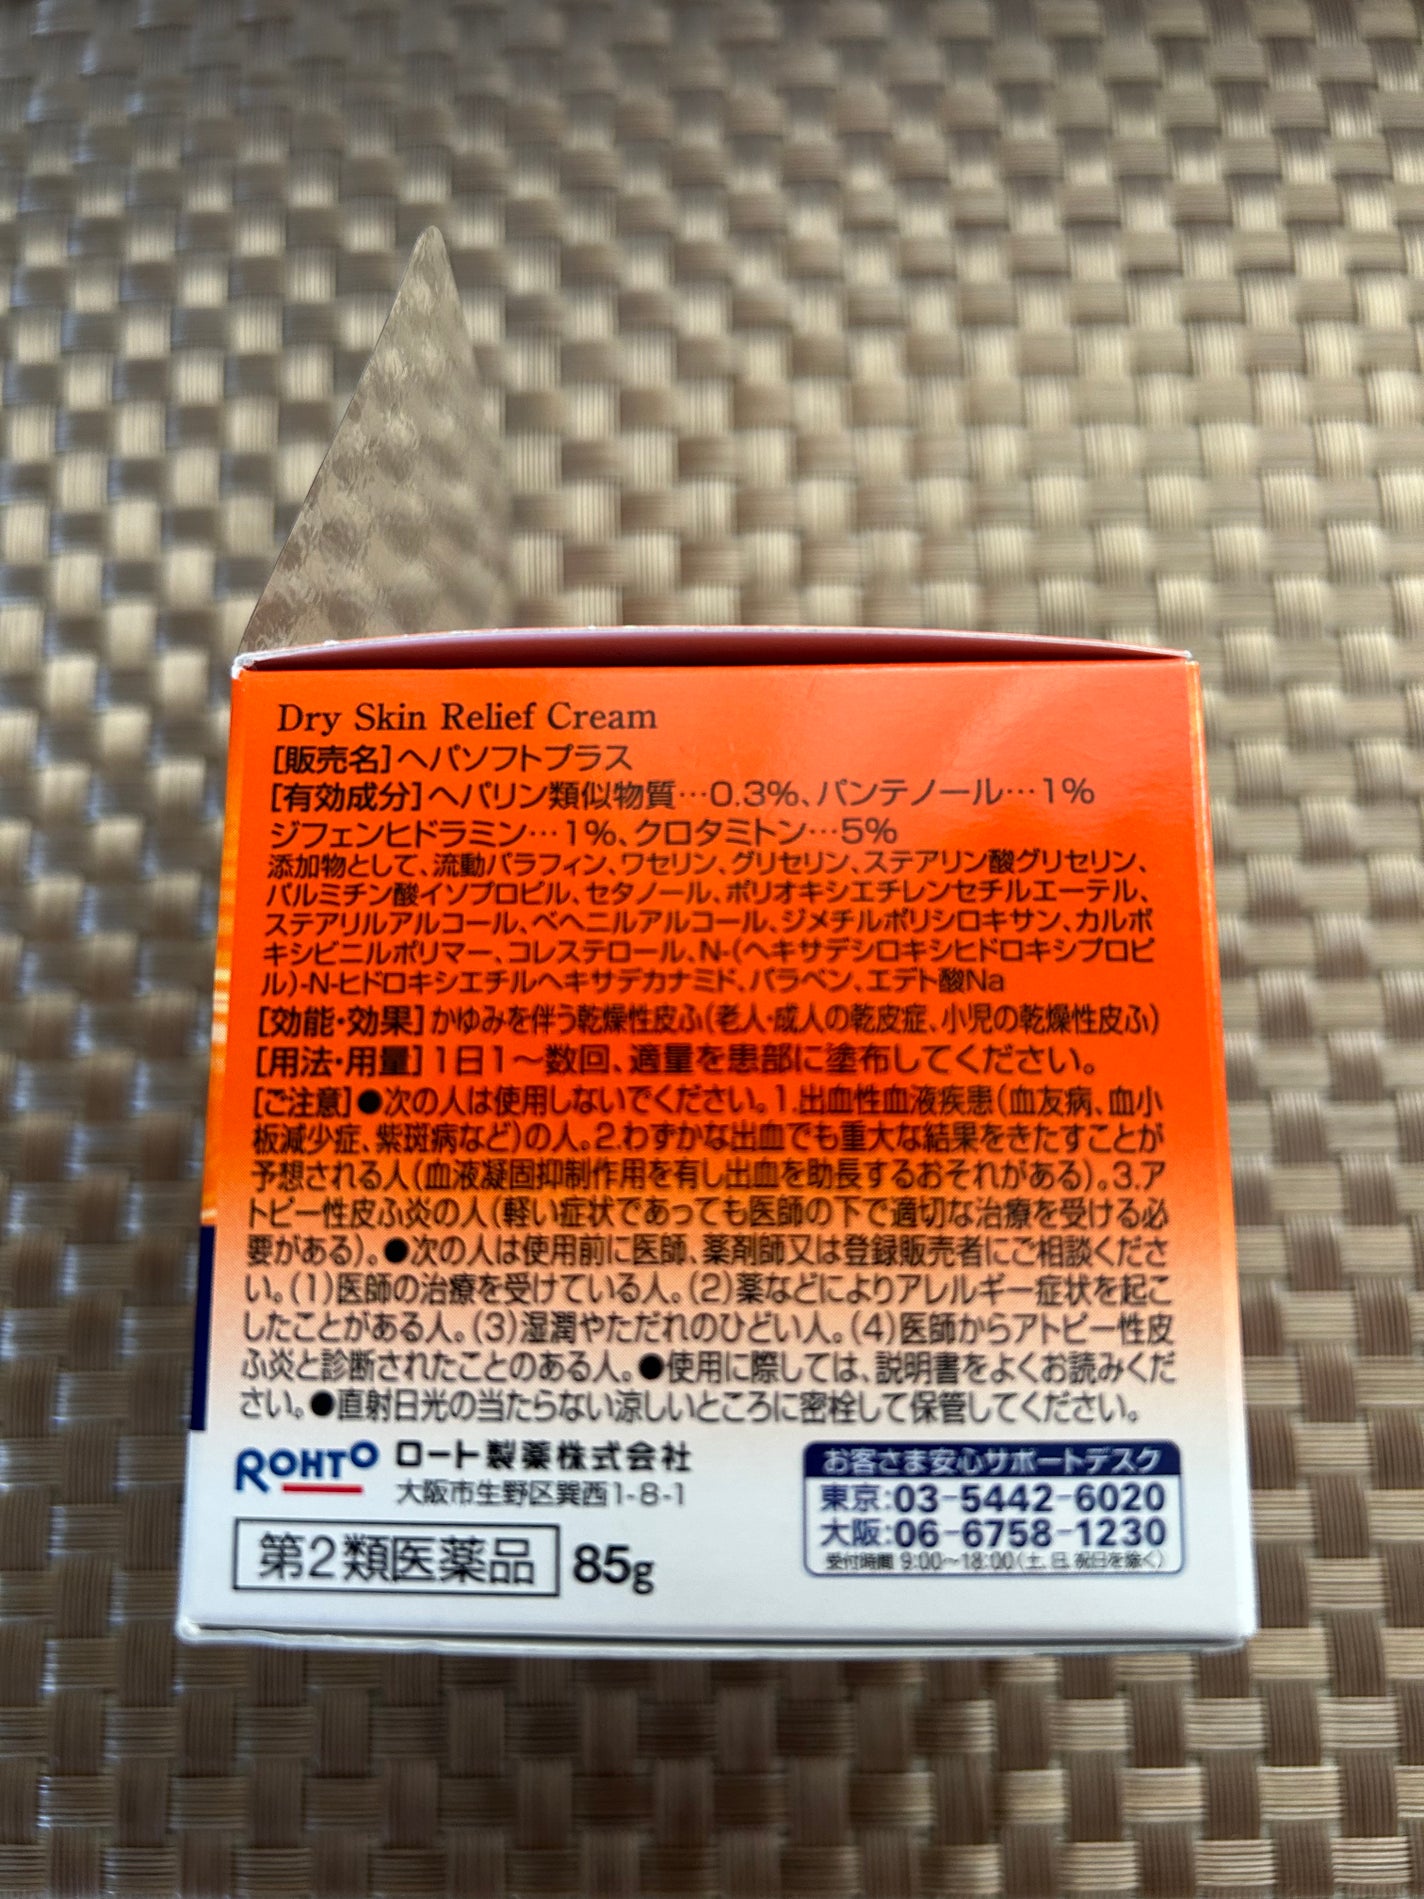 Dry Skin Relief Cream
[販売名]ヘパソフトプラス
[有効成分]ヘパリン類似物質…0.3%、パンテノール…1%
ジフェンヒドラミン…1%、クロタミトン…5%
添加物として、流動パラフィン、ワセリン、グリセリン、ステアリン酸グリセリン、
パルミチン酸イソプロピル、セタノール、ポリオキシエチレンセチルエーテル、
ステアリルアルコール、ベヘニルアルコール、ジメチルポリシロキサン、カルボ
キシビニルポリマー、コレステロール、N-(ヘキサデシロキシヒドロキシプロピ
ル)-N-ヒドロキシエチルヘキサデカナミド、パラベン、エデト酸Na
[効能・効果]かゆみを伴う乾燥性皮ふ(老人・成人の乾皮症、小児の乾燥性皮ふ)
[用法・用量]1日1〜数回、適量を患部に塗布してください。
[ご注意]●次の人は使用しないでください。1.出血性血液疾患(血友病、血小
板減少症、紫斑病など)の人。2.わずかな出血でも重大な結果をきたすことが
予想される人(血液凝固抑制作用を有し出血を助長するおそれがある)。3.ア
トピー性皮ふ炎の人(軽い症状であっても医師の下で適切な治療を受ける必
要がある)。●次の人は使用前に医師、薬剤師又は登録販売者にご相談くださ
い。(1)医師の治療を受けている人。(2)薬などによりアレルギー症状を起こ
したことがある人。(3)湿潤やただれのひどい人。(4)医師からアトピー性皮
ふ炎と診断されたことのある人。●使用に際しては、説明書をよくお読みくだ
さい。●直射日光の当たらない涼しいところに密栓して保管してください。
ROHTO ロート製薬株式会社
大阪市生野区巽西1-8-1
第2類医薬品 85g
お客さま安心サポートデスク
東京:03-5442-6020
大阪:06-6758-1230
受付時間 9:00〜18:00(土、日、祝日を除く)